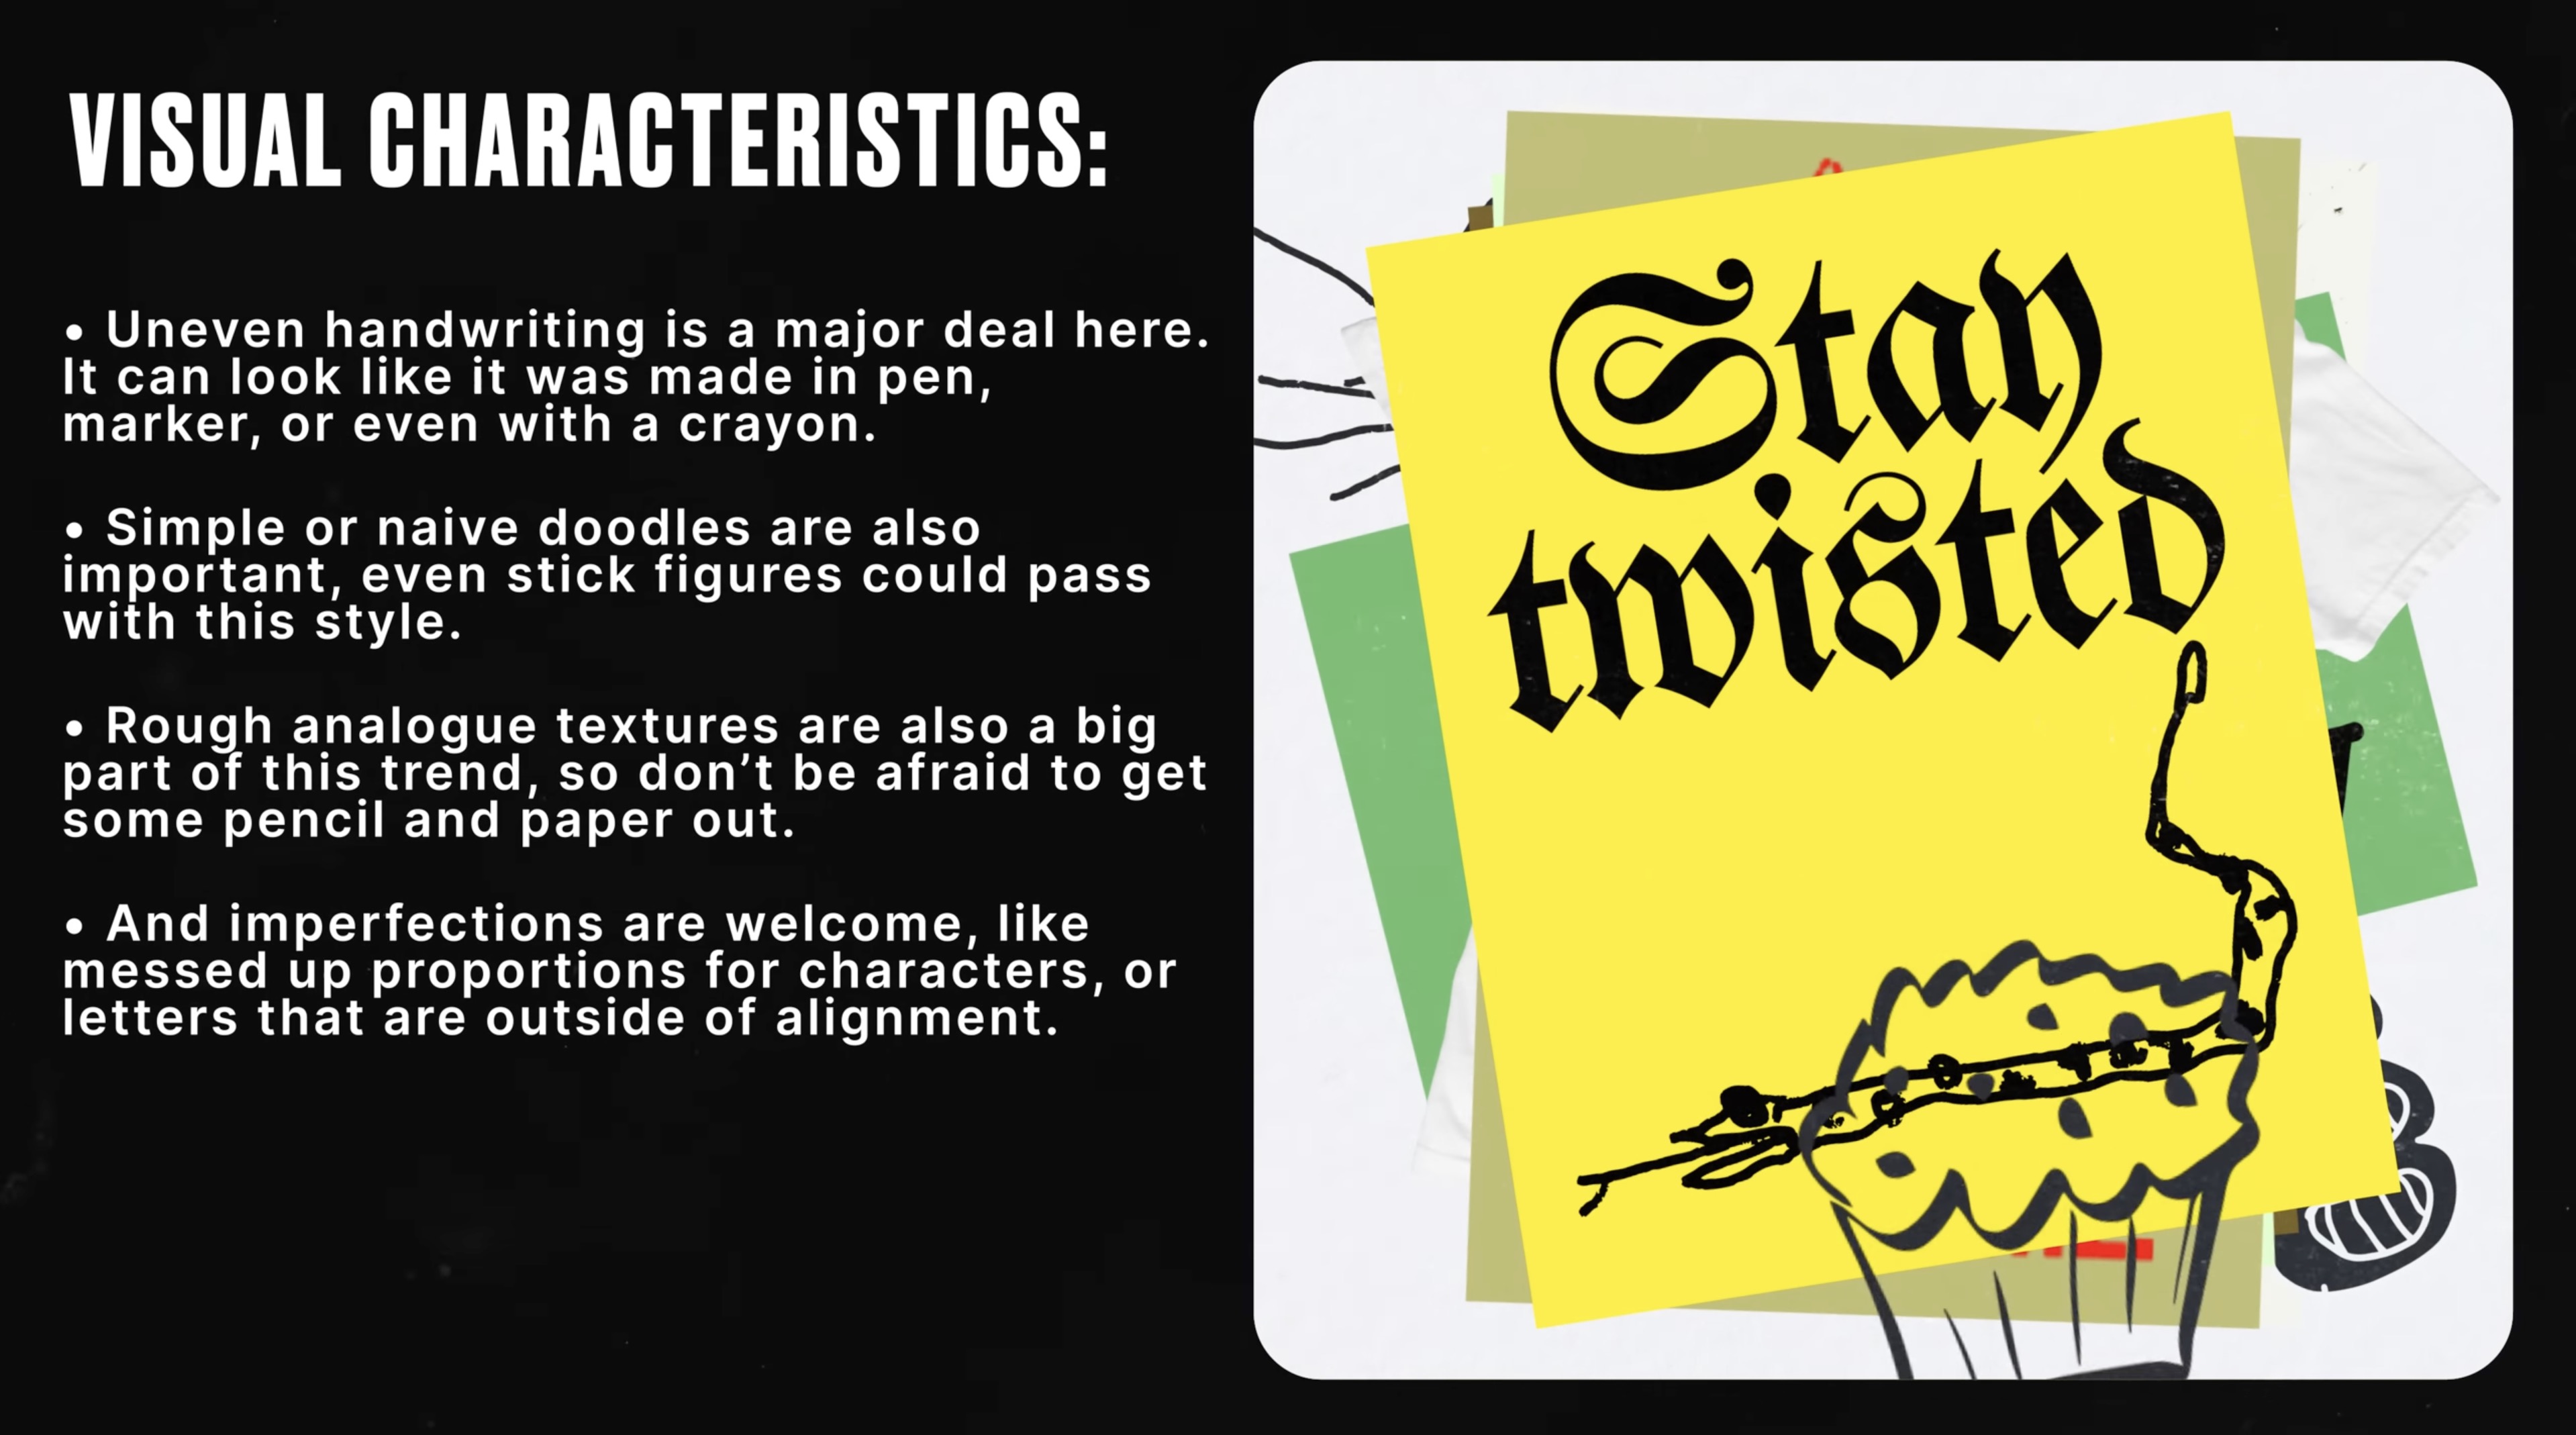 VISUAL CHARACTERISTICS:
• Uneven handwriting is a major deal here.
It can look like it was made in pen,
marker, or even with a crayon.
• Simple or naive doodles are also
important, even stick figures could pass
with this style.
• Rough analogue textures are also a big
part of this trend, so don’t be afraid to get
some pencil and paper out.
• And imperfections are welcome, like
messed up proportions for characters, or
letters that are outside of alignment.
Stay
twisted